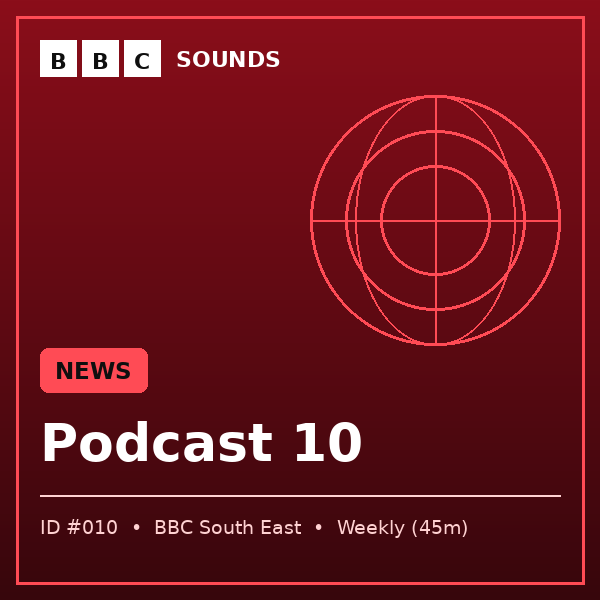 BBC SOUNDS
NEWS
Podcast 10
ID #010 • BBC South East • Weekly (45m)